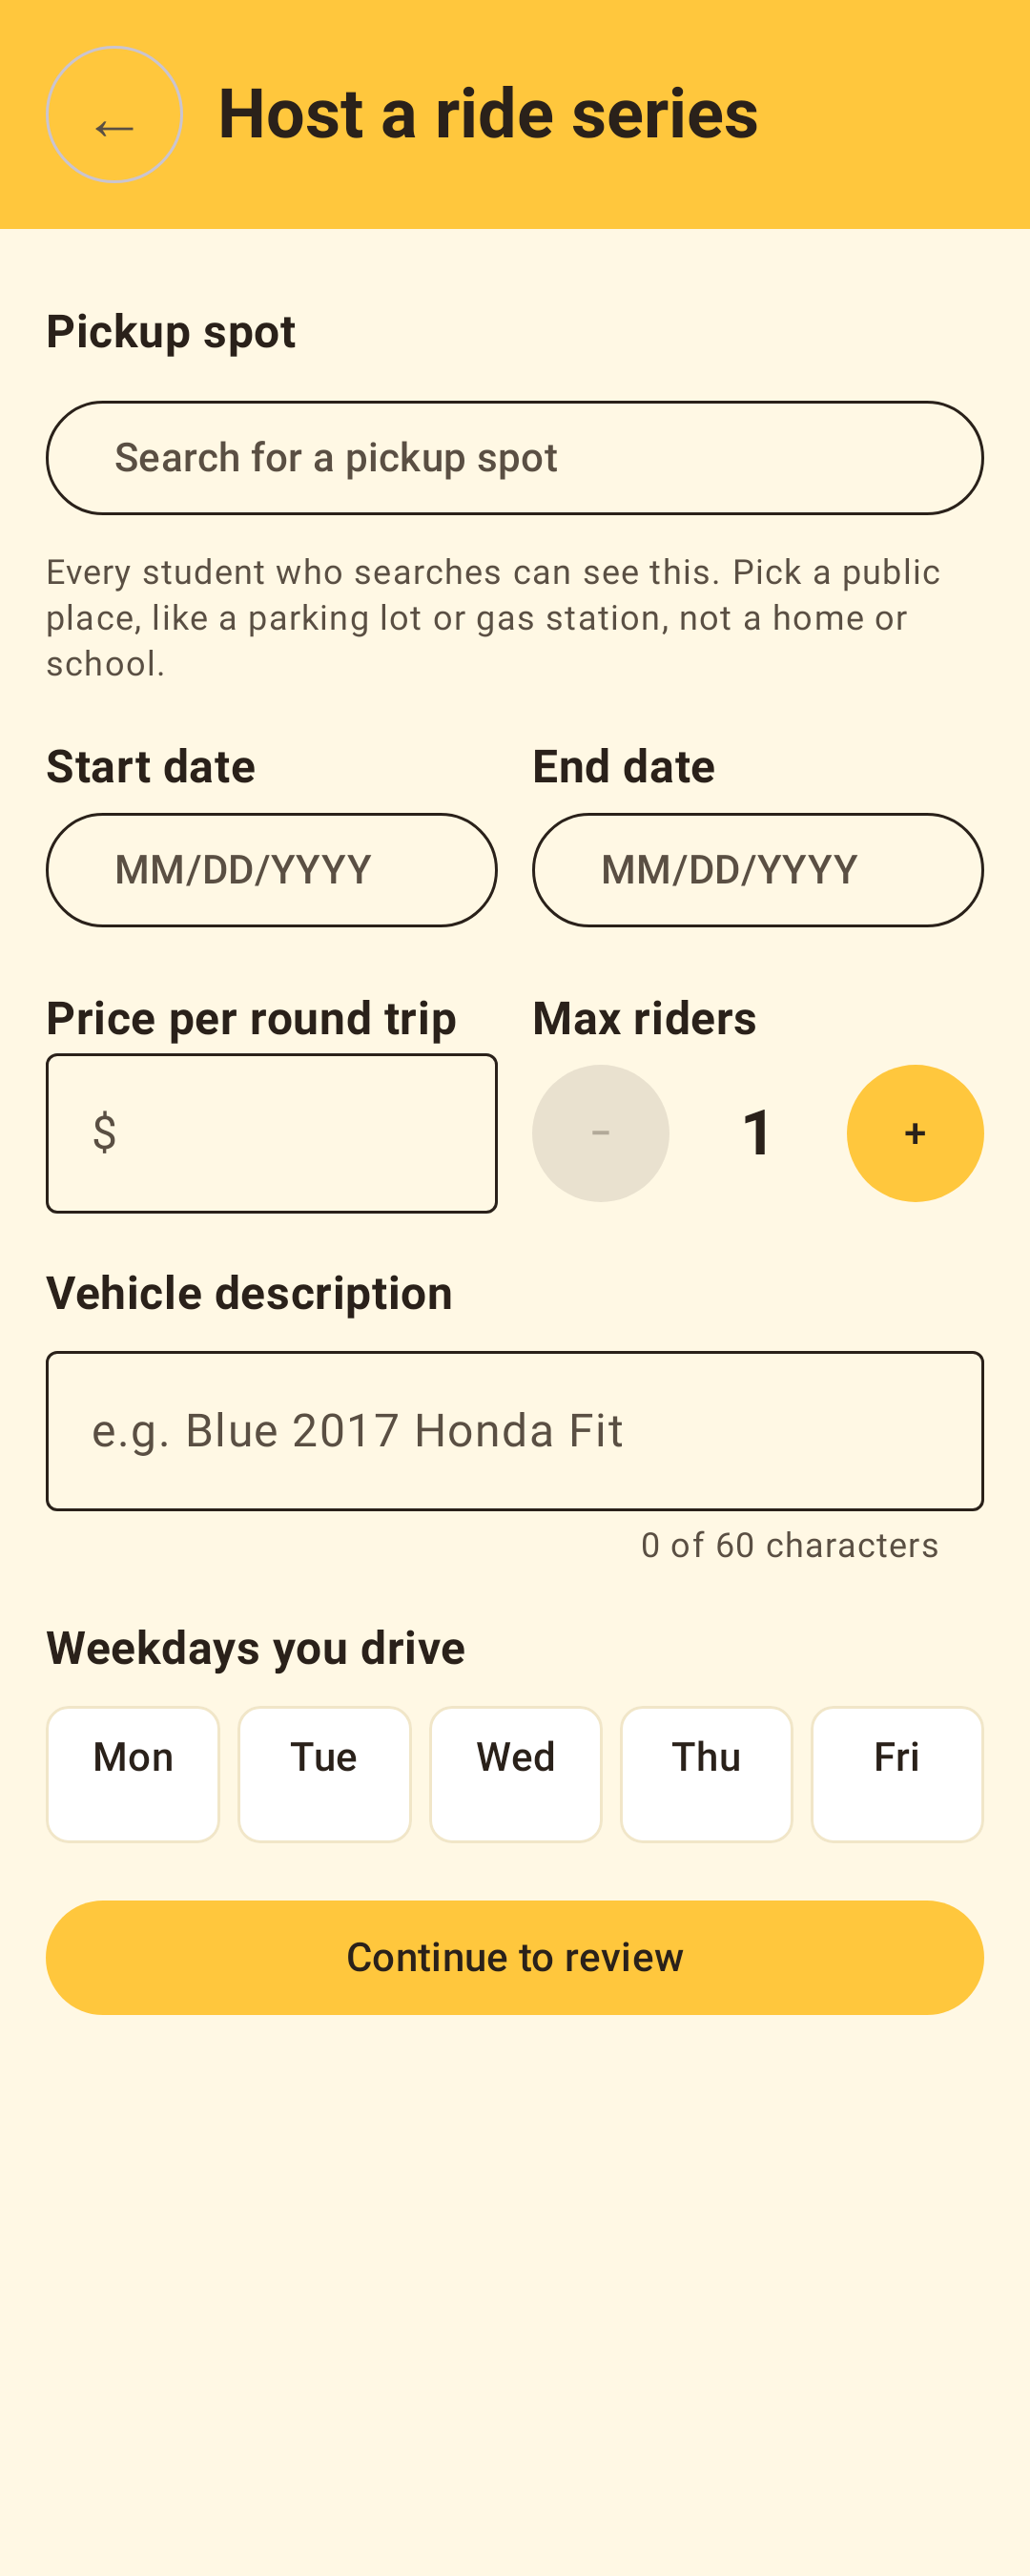 ← Host a ride series
Pickup spot
Search for a pickup spot
Every student who searches can see this. Pick a public
place, like a parking lot or gas station, not a home or
school.
Start date End date
MM/DD/YYYY MM/DD/YYYY
Price per round trip Max riders
$ − 1 +
Vehicle description
e.g. Blue 2017 Honda Fit
0 of 60 characters
Weekdays you drive
Mon Tue Wed Thu Fri
Continue to review